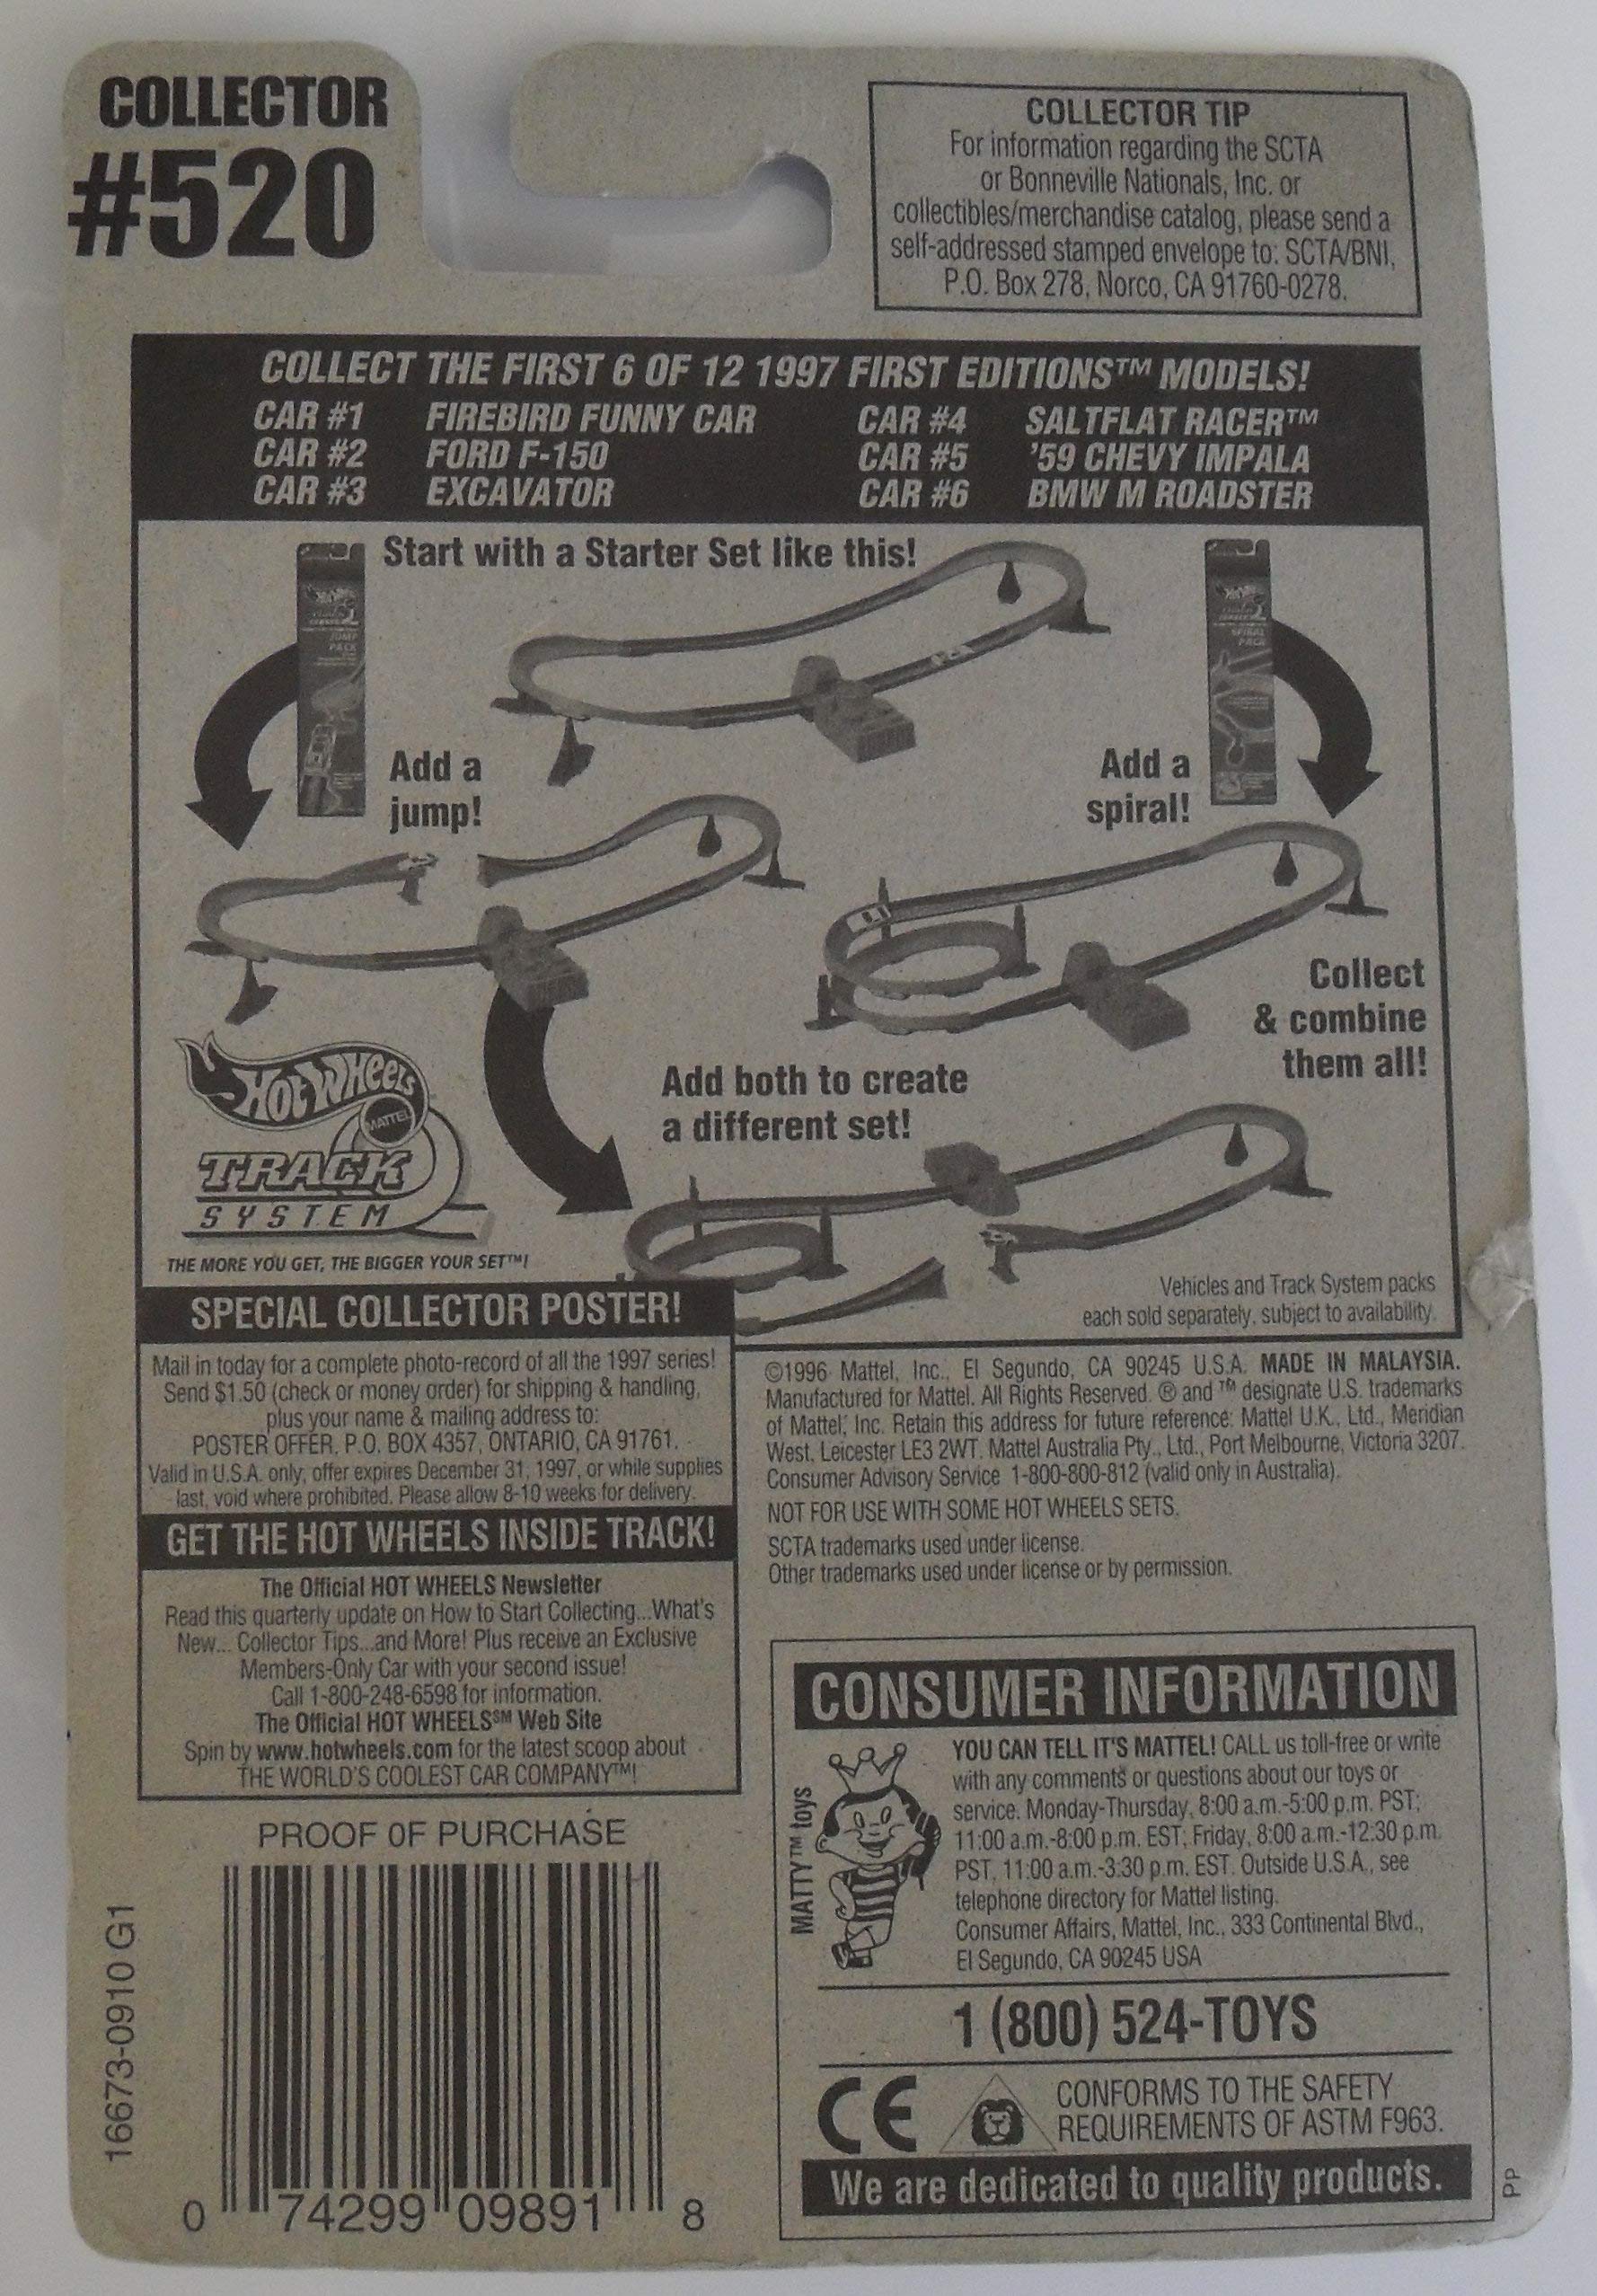 COLLECTOR
#520
COLLECTOR TIP
For information regarding the SCTA
or Bonneville Nationals, Inc. or
collectibles/merchandise catalog, please send a
self-addressed stamped envelope to: SCTA/BNI,
P.O. Box 278, Norco, CA 91760-0278.
COLLECT THE FIRST 6 OF 12 1997 FIRST EDITIONS™ MODELS!
CAR #1 FIREBIRD FUNNY CAR CAR #4 SALTFLAT RACER™
CAR #2 FORD F-150 CAR #5 '59 CHEVY IMPALA
CAR #3 EXCAVATOR CAR #6 BMW M ROADSTER
Start with a Starter Set like this!
JUMP
PACK
SPIRAL
PACK
Add a
jump!
Add a
spiral!
Collect
& combine
them all!
Add both to create
a different set!
HOT WHEELS
MATTEL
TRACK
SYSTEM
THE MORE YOU GET, THE BIGGER YOUR SET™!
Vehicles and Track System packs
each sold separately, subject to availability.
SPECIAL COLLECTOR POSTER!
Mail in today for a complete photo-record of all the 1997 series!
Send $1.50 (check or money order) for shipping & handling,
plus your name & mailing address to:
POSTER OFFER, P.O. BOX 4357, ONTARIO, CA 91761.
Valid in U.S.A. only, offer expires December 31, 1997, or while supplies
last, void where prohibited. Please allow 8-10 weeks for delivery.
GET THE HOT WHEELS INSIDE TRACK!
The Official HOT WHEELS Newsletter
Read this quarterly update on How to Start Collecting...What's
New... Collector Tips...and More! Plus receive an Exclusive
Members-Only Car with your second issue!
Call 1-800-248-6598 for information.
The Official HOT WHEELS℠ Web Site
Spin by www.hotwheels.com for the latest scoop about
THE WORLD'S COOLEST CAR COMPANY™!
©1996 Mattel, Inc., El Segundo, CA 90245 U.S.A. MADE IN MALAYSIA.
Manufactured for Mattel. All Rights Reserved. ® and ™ designate U.S. trademarks
of Mattel, Inc. Retain this address for future reference: Mattel U.K., Ltd., Meridian
West, Leicester LE3 2WT. Mattel Australia Pty., Ltd., Port Melbourne, Victoria 3207.
Consumer Advisory Service 1-800-800-812 (valid only in Australia).
NOT FOR USE WITH SOME HOT WHEELS SETS.
SCTA trademarks used under license.
Other trademarks used under license or by permission.
CONSUMER INFORMATION
MATTY™ toys
YOU CAN TELL IT'S MATTEL! CALL us toll-free or write
with any comments or questions about our toys or
service. Monday-Thursday, 8:00 a.m.-5:00 p.m. PST;
11:00 a.m.-8:00 p.m. EST; Friday, 8:00 a.m.-12:30 p.m.
PST, 11:00 a.m.-3:30 p.m. EST. Outside U.S.A., see
telephone directory for Mattel listing.
Consumer Affairs, Mattel, Inc., 333 Continental Blvd.,
El Segundo, CA 90245 USA
1 (800) 524-TOYS
CE
CONFORMS TO THE SAFETY
REQUIREMENTS OF ASTM F963.
We are dedicated to quality products.
PP
PROOF OF PURCHASE
0 74299 09891 8
16673-0910 G1